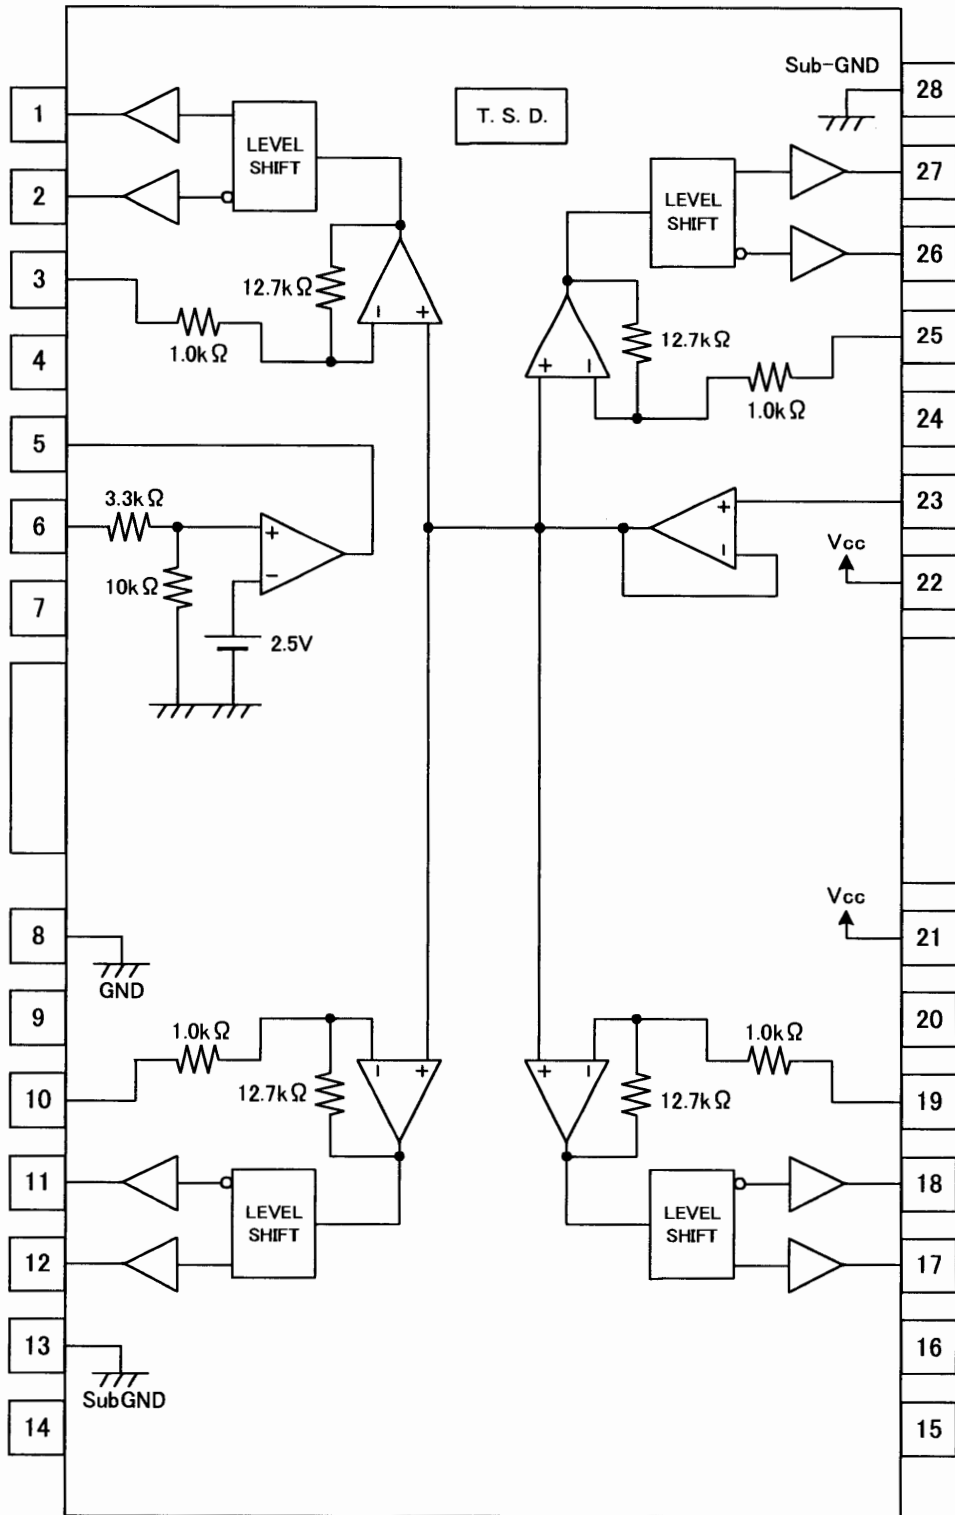 Sub-GND
28
1
T. S. D.
LEVEL
SHIFT
27
2
LEVEL
SHIFT
26
3
12.7kΩ
－ +
1.0kΩ
25
12.7kΩ
+ －
1.0kΩ
4
24
5
23
3.3kΩ
6
+
－
+
－
Vcc
22
10kΩ
7
2.5V
Vcc
21
8
GND
9
20
1.0kΩ
1.0kΩ
－ +
+ －
10
12.7kΩ
12.7kΩ
19
11
18
LEVEL
SHIFT
LEVEL
SHIFT
12
17
13
16
SubGND
14
15